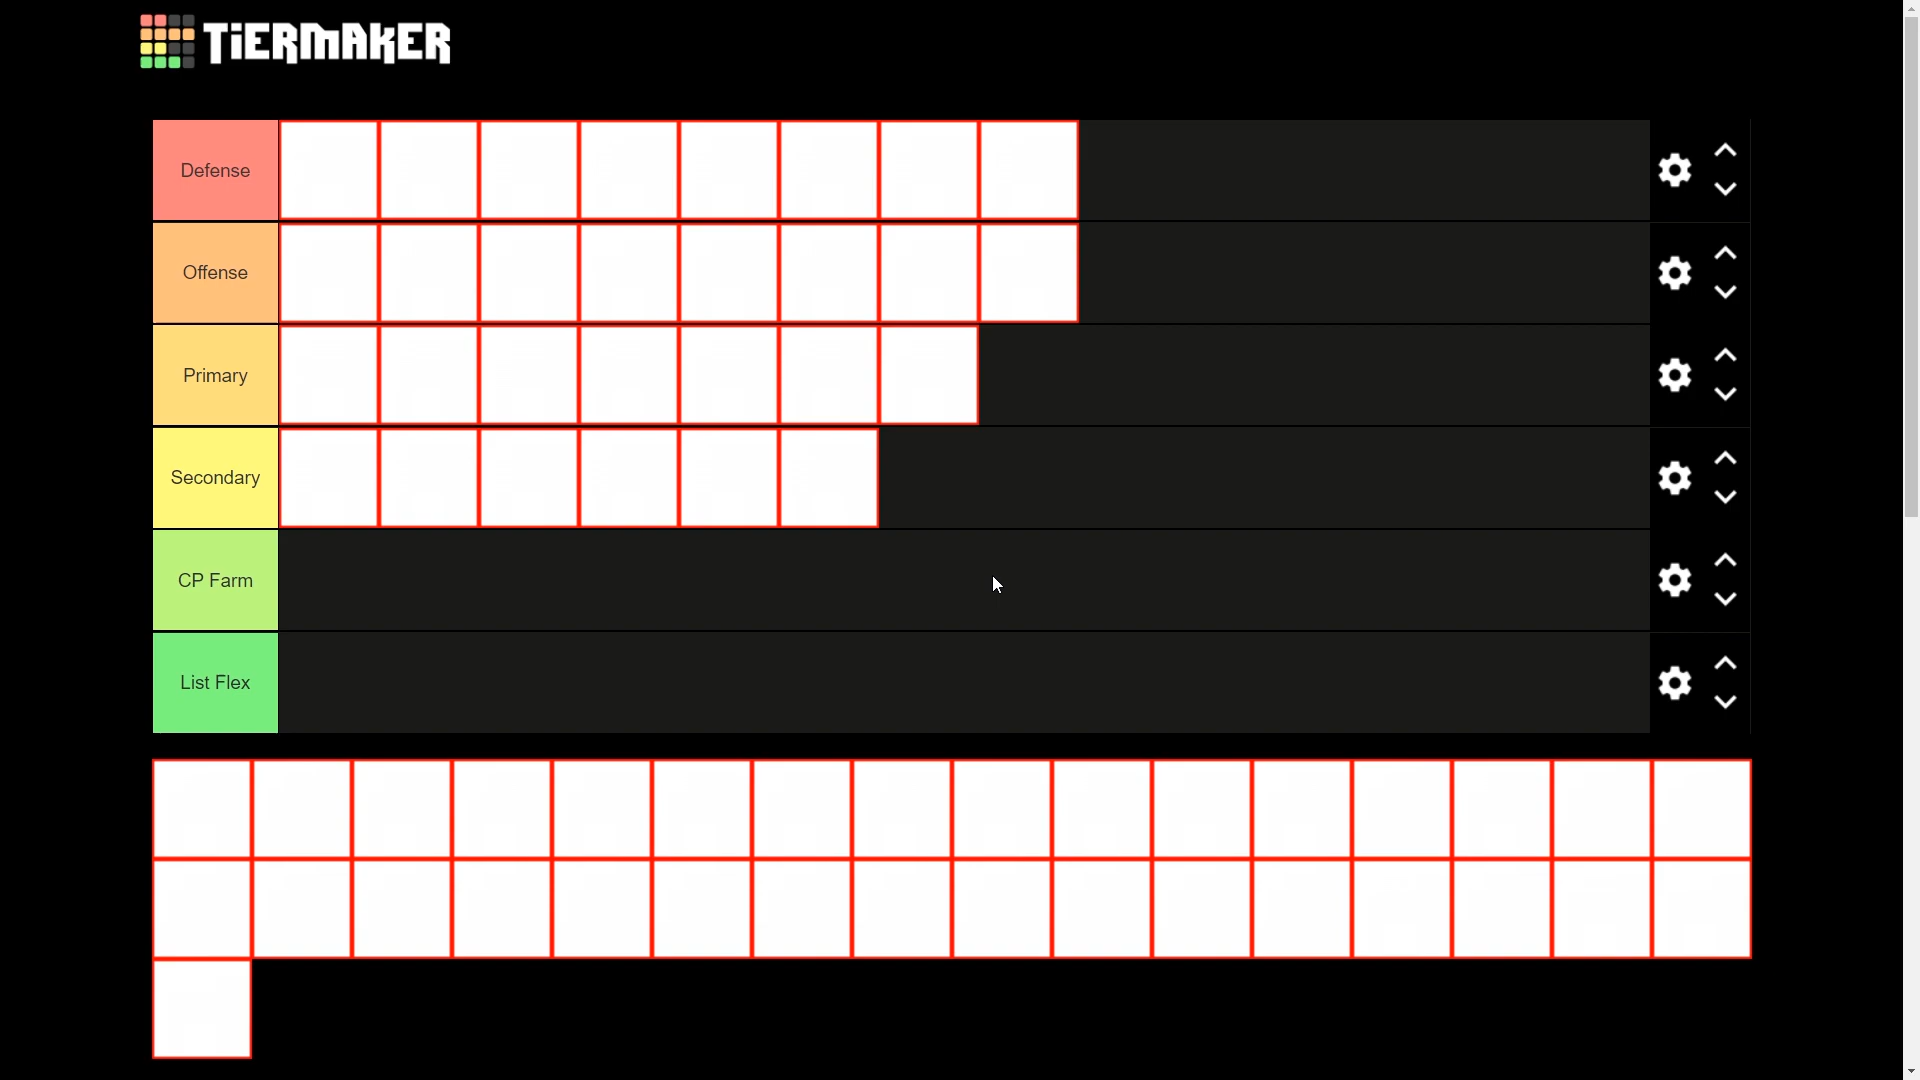 TiERMAKER
Defense
Offense
Primary
Secondary
CP Farm
List Flex